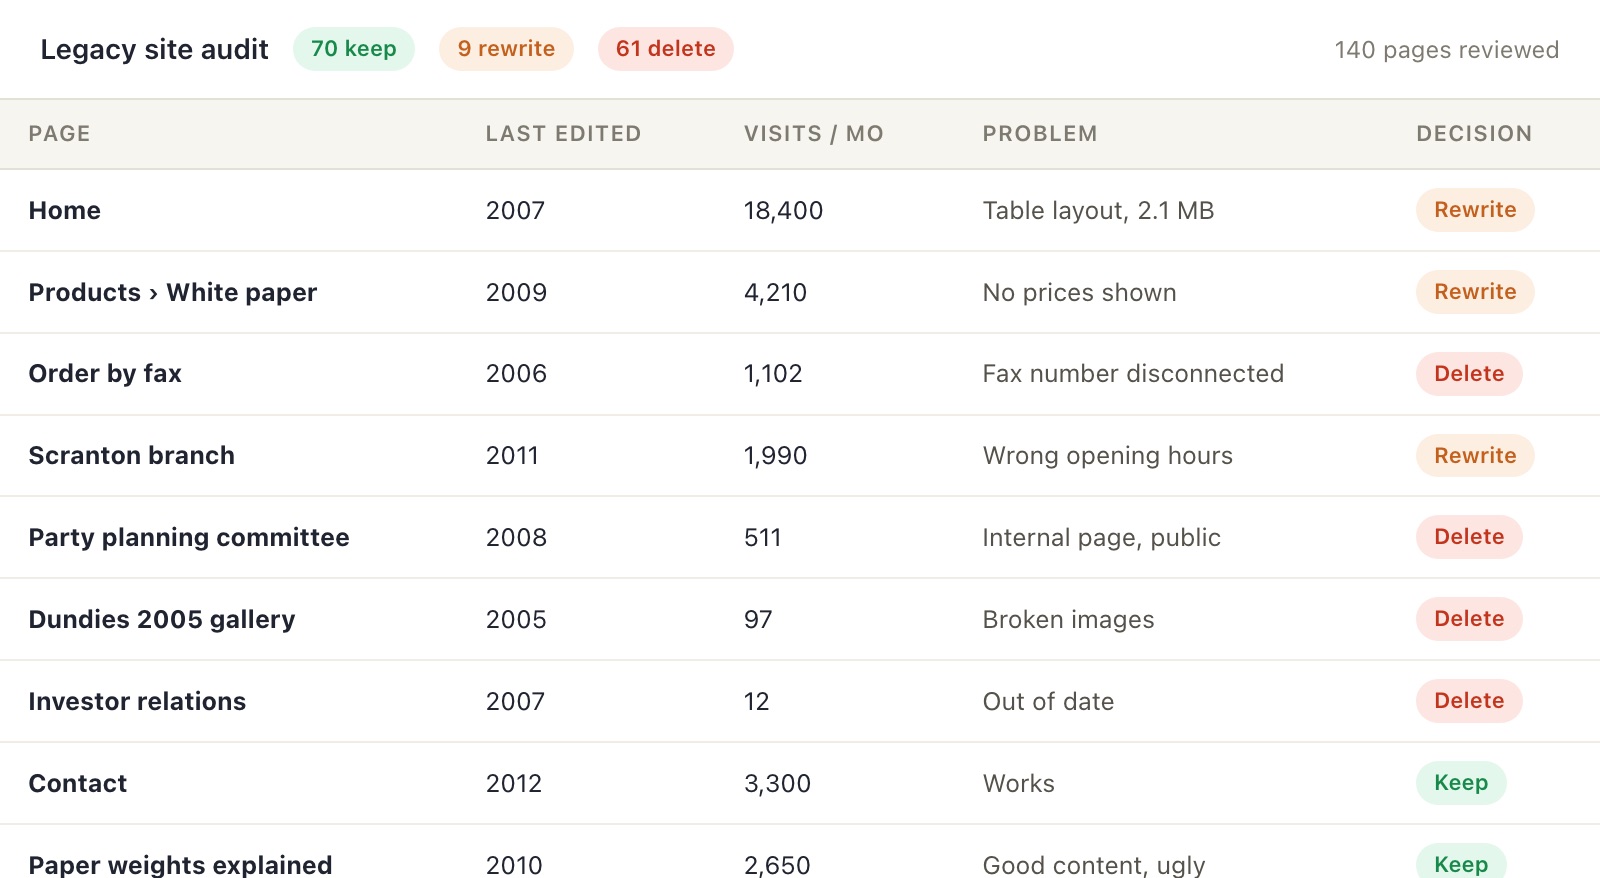 Legacy site audit 70 keep 9 rewrite 61 delete 140 pages reviewed
PAGE LAST EDITED VISITS / MO PROBLEM DECISION
Home 2007 18,400 Table layout, 2.1 MB Rewrite
Products › White paper 2009 4,210 No prices shown Rewrite
Order by fax 2006 1,102 Fax number disconnected Delete
Scranton branch 2011 1,990 Wrong opening hours Rewrite
Party planning committee 2008 511 Internal page, public Delete
Dundies 2005 gallery 2005 97 Broken images Delete
Investor relations 2007 12 Out of date Delete
Contact 2012 3,300 Works Keep
Paper weights explained 2010 2,650 Good content, ugly Keep